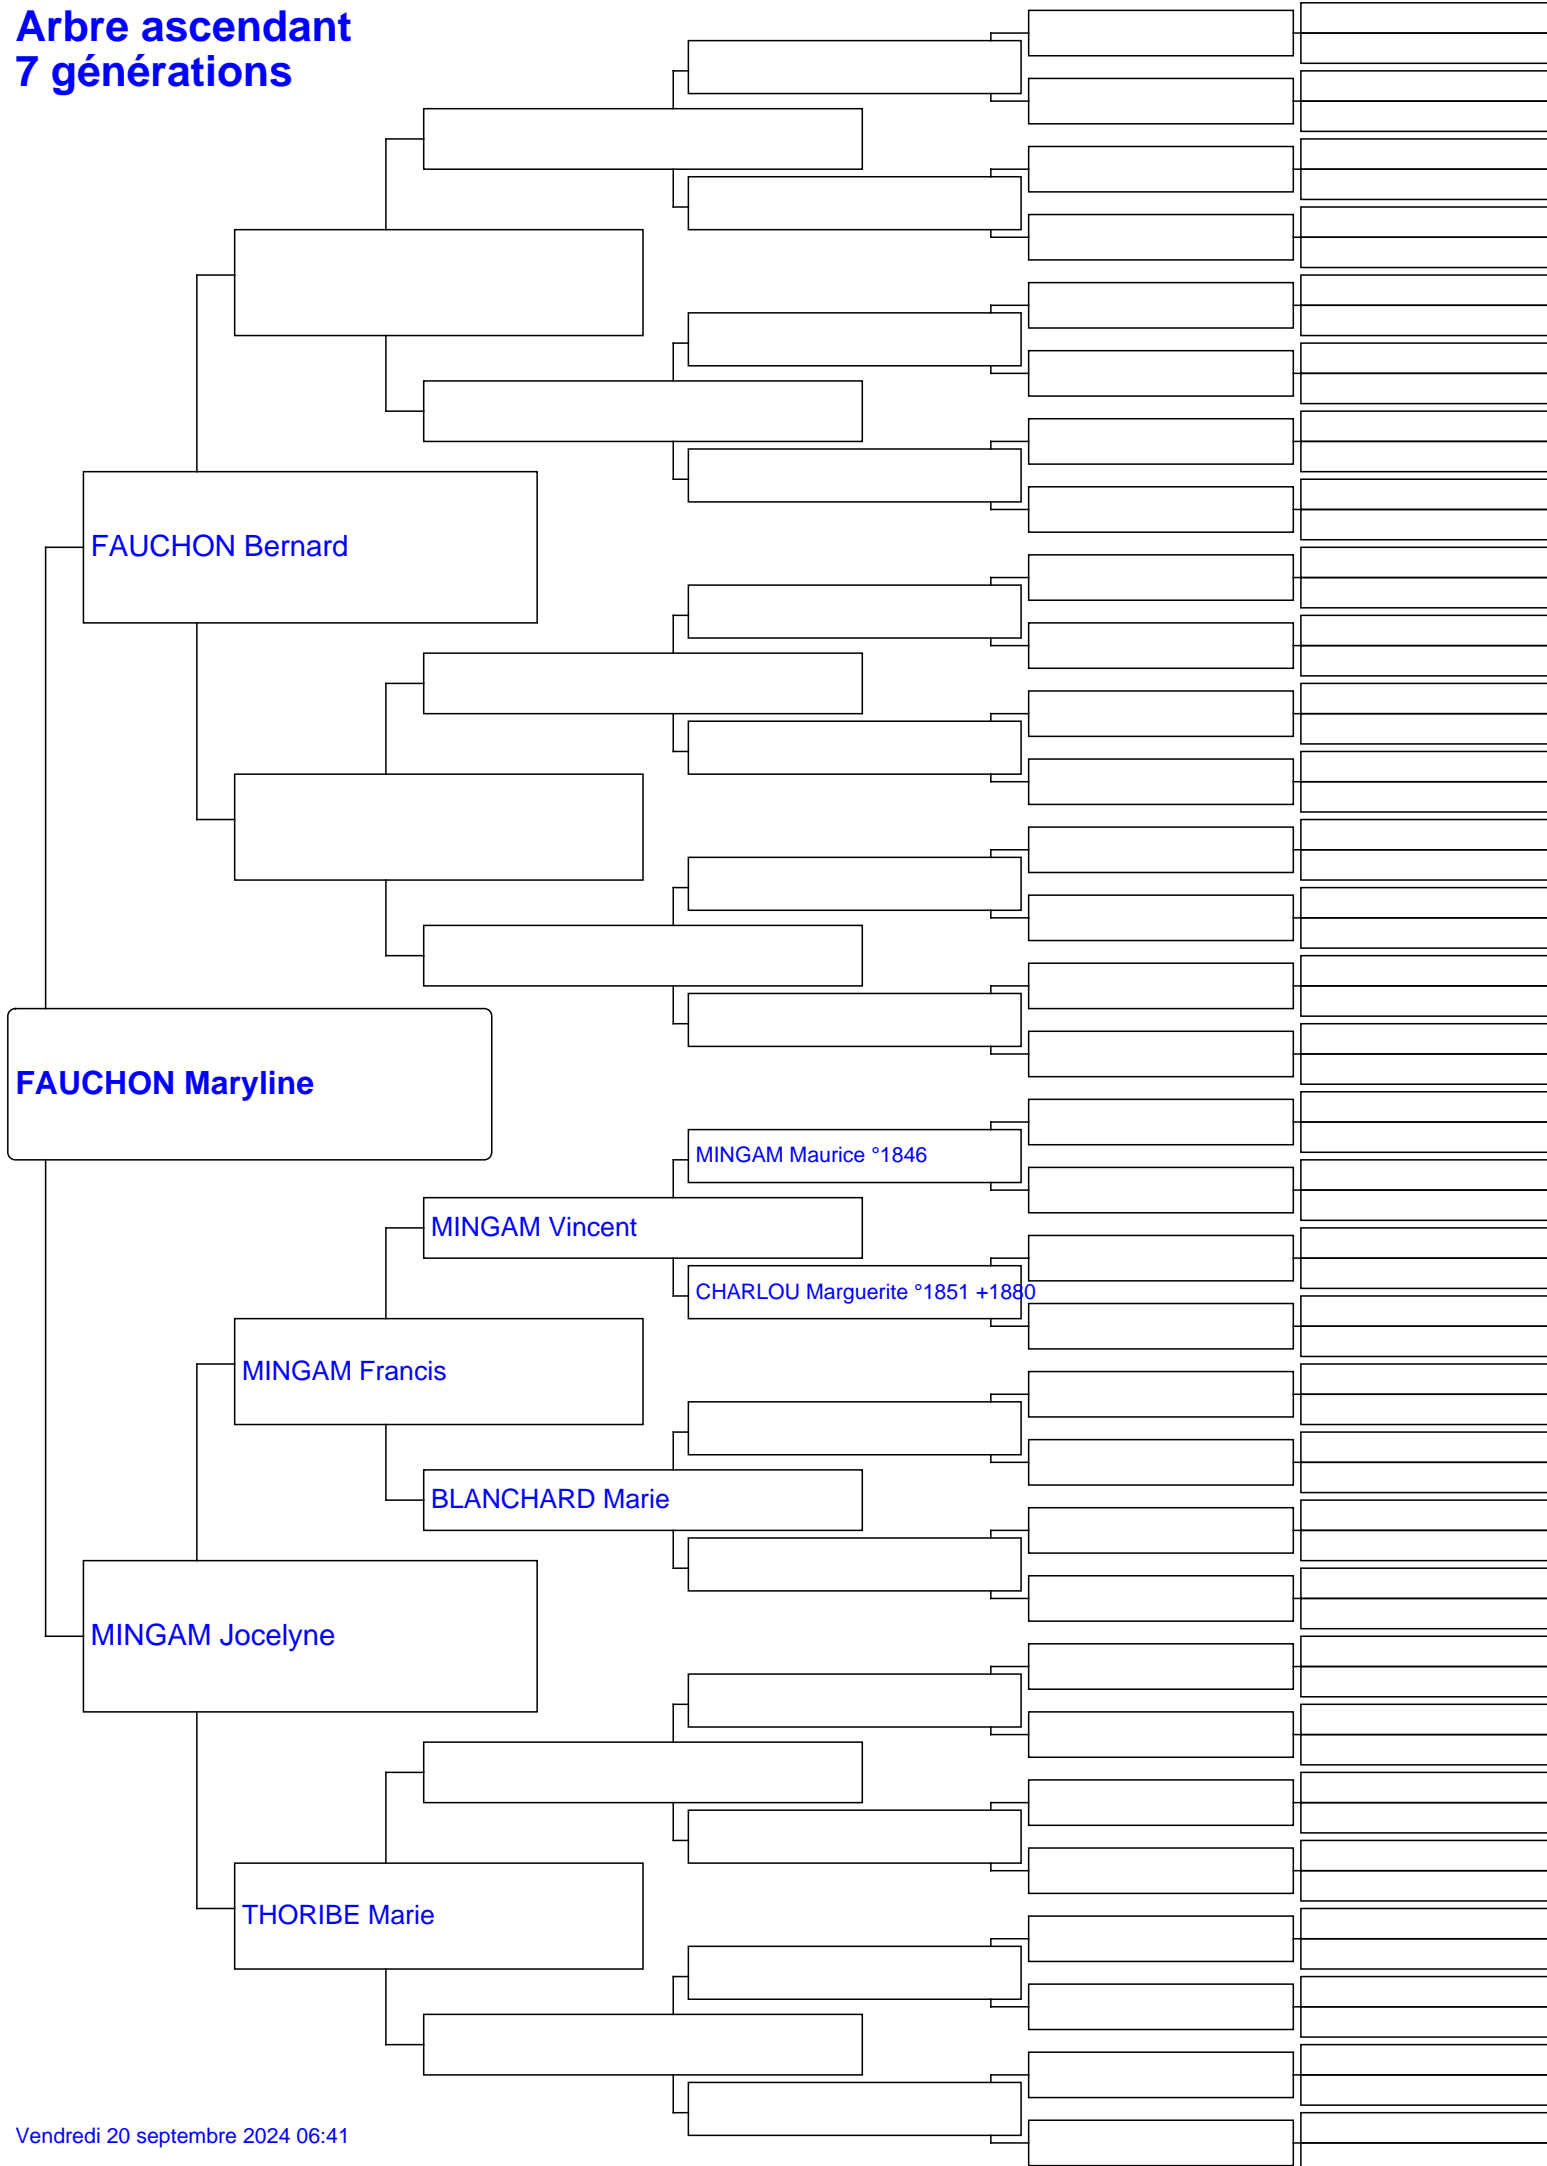 Arbre ascendant
7 générations
FAUCHON Bernard
FAUCHON Maryline
MINGAM Maurice °1846
MINGAM Vincent
CHARLOU Marguerite °1851 +1880
MINGAM Francis
BLANCHARD Marie
MINGAM Jocelyne
THORIBE Marie
Vendredi 20 septembre 2024 06:41